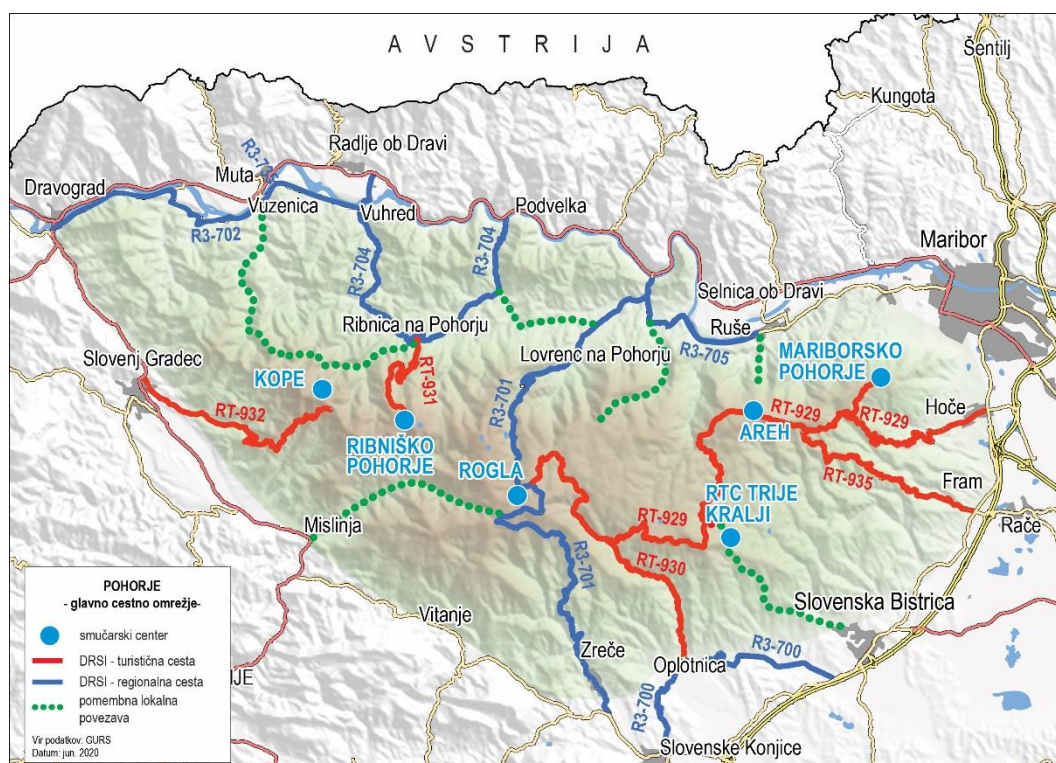 AVSTRIJA
Šentilj
Kungota
Radlje ob Dravi
R3-7
Muta
Dravograd
Vuzenica
Vuhred
Podvelka
R3-702
R3-704
R3-704
Maribor
Selnica ob Dravi
Ruše
Ribnica na Pohorju
Lovrenc na Pohorju
R3-705
MARIBORSKO
POHORJE
Slovenj Gradec
KOPE
RT-931
R3-701
RT-932
RT-929
RT-929
Hoče
AREH
RIBNIŠKO
POHORJE
ROGLA
RT-935
Fram
RTC TRIJE
KRALJI
Rače
Mislinja
RT-929
RT-930
R3-701
Vitanje
Slovenska Bistrica
Zreče
Oplotnica
R3-700
R3-700
Slovenske Konjice
JE
POHORJE
- glavno cestno omrežje-
smučarski center
DRSI - turistična cesta
DRSI - regionalna cesta
pomembna lokalna
povezava
Vir podatkov: GURS
Datum: jun. 2020